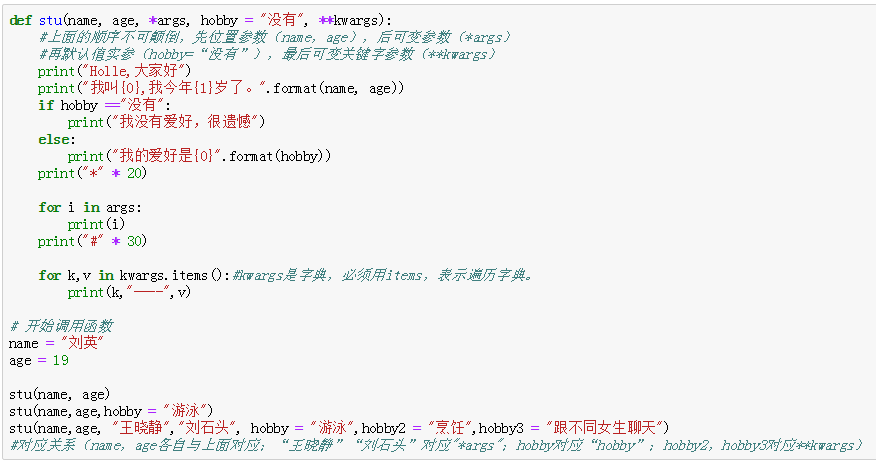 def stu(name, age, *args, hobby = "没有", **kwargs):
#上面的顺序不可颠倒，先位置参数（name，age），后可变参数（*args）
#再默认值实参（hobby=“没有”），最后可变关键字参数（**kwargs）
print("Holle,大家好")
print("我叫{0},我今年{1}岁了。".format(name, age))
if hobby =="没有":
print("我没有爱好，很遗憾")
else:
print("我的爱好是{0}".format(hobby))
print("*" * 20)
for i in args:
print(i)
print("#" * 30)
for k,v in kwargs.items():#kwargs是字典，必须用items，表示遍历字典。
print(k,"----",v)
# 开始调用函数
name = "刘英"
age = 19
stu(name, age)
stu(name,age,hobby = "游泳")
stu(name,age, "王晓静","刘石头", hobby = "游泳",hobby2 = "烹饪",hobby3 = "跟不同女生聊天")
#对应关系（name，age各自与上面对应；“王晓静”“刘石头”对应"*args"；hobby对应“hobby”；hobby2，hobby3对应**kwargs）